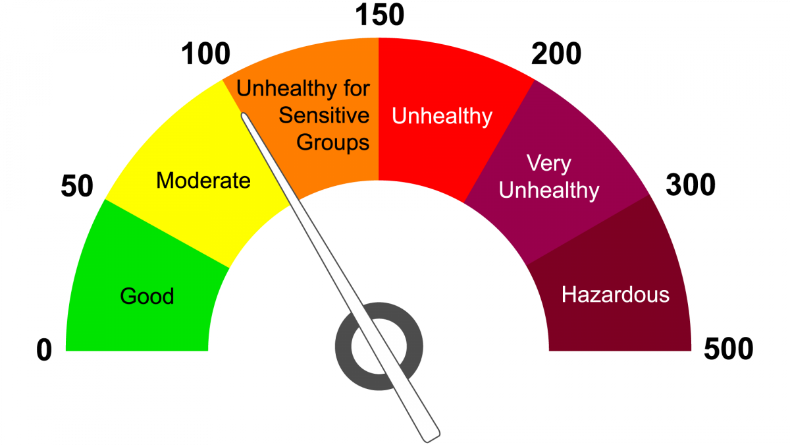 150
100
200
Unhealthy for
Sensitive
Groups
Unhealthy
50
Moderate
Very
Unhealthy
300
Good
Hazardous
0
500